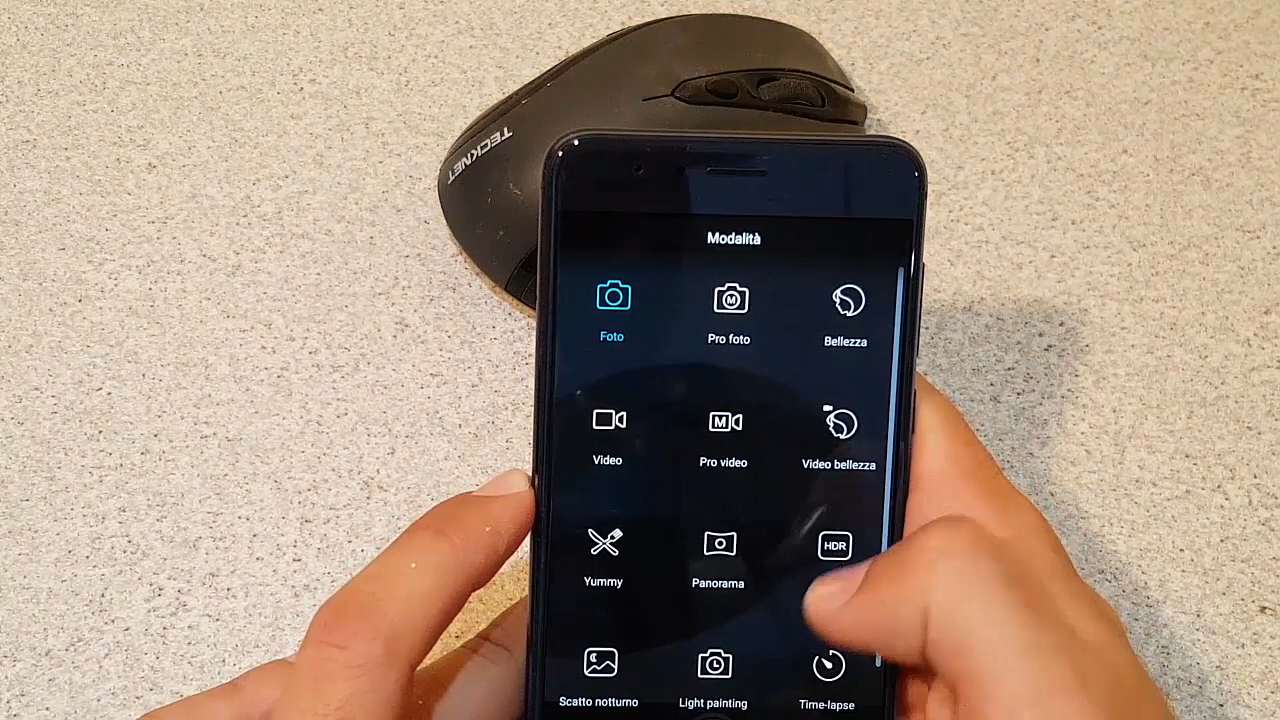 TECKNET
Modalità
Foto
Pro foto
Bellezza
M
Video
Pro video
Video bellezza
M
HDR
Yummy
Panorama
Scatto notturno
Light painting
Time-lapse